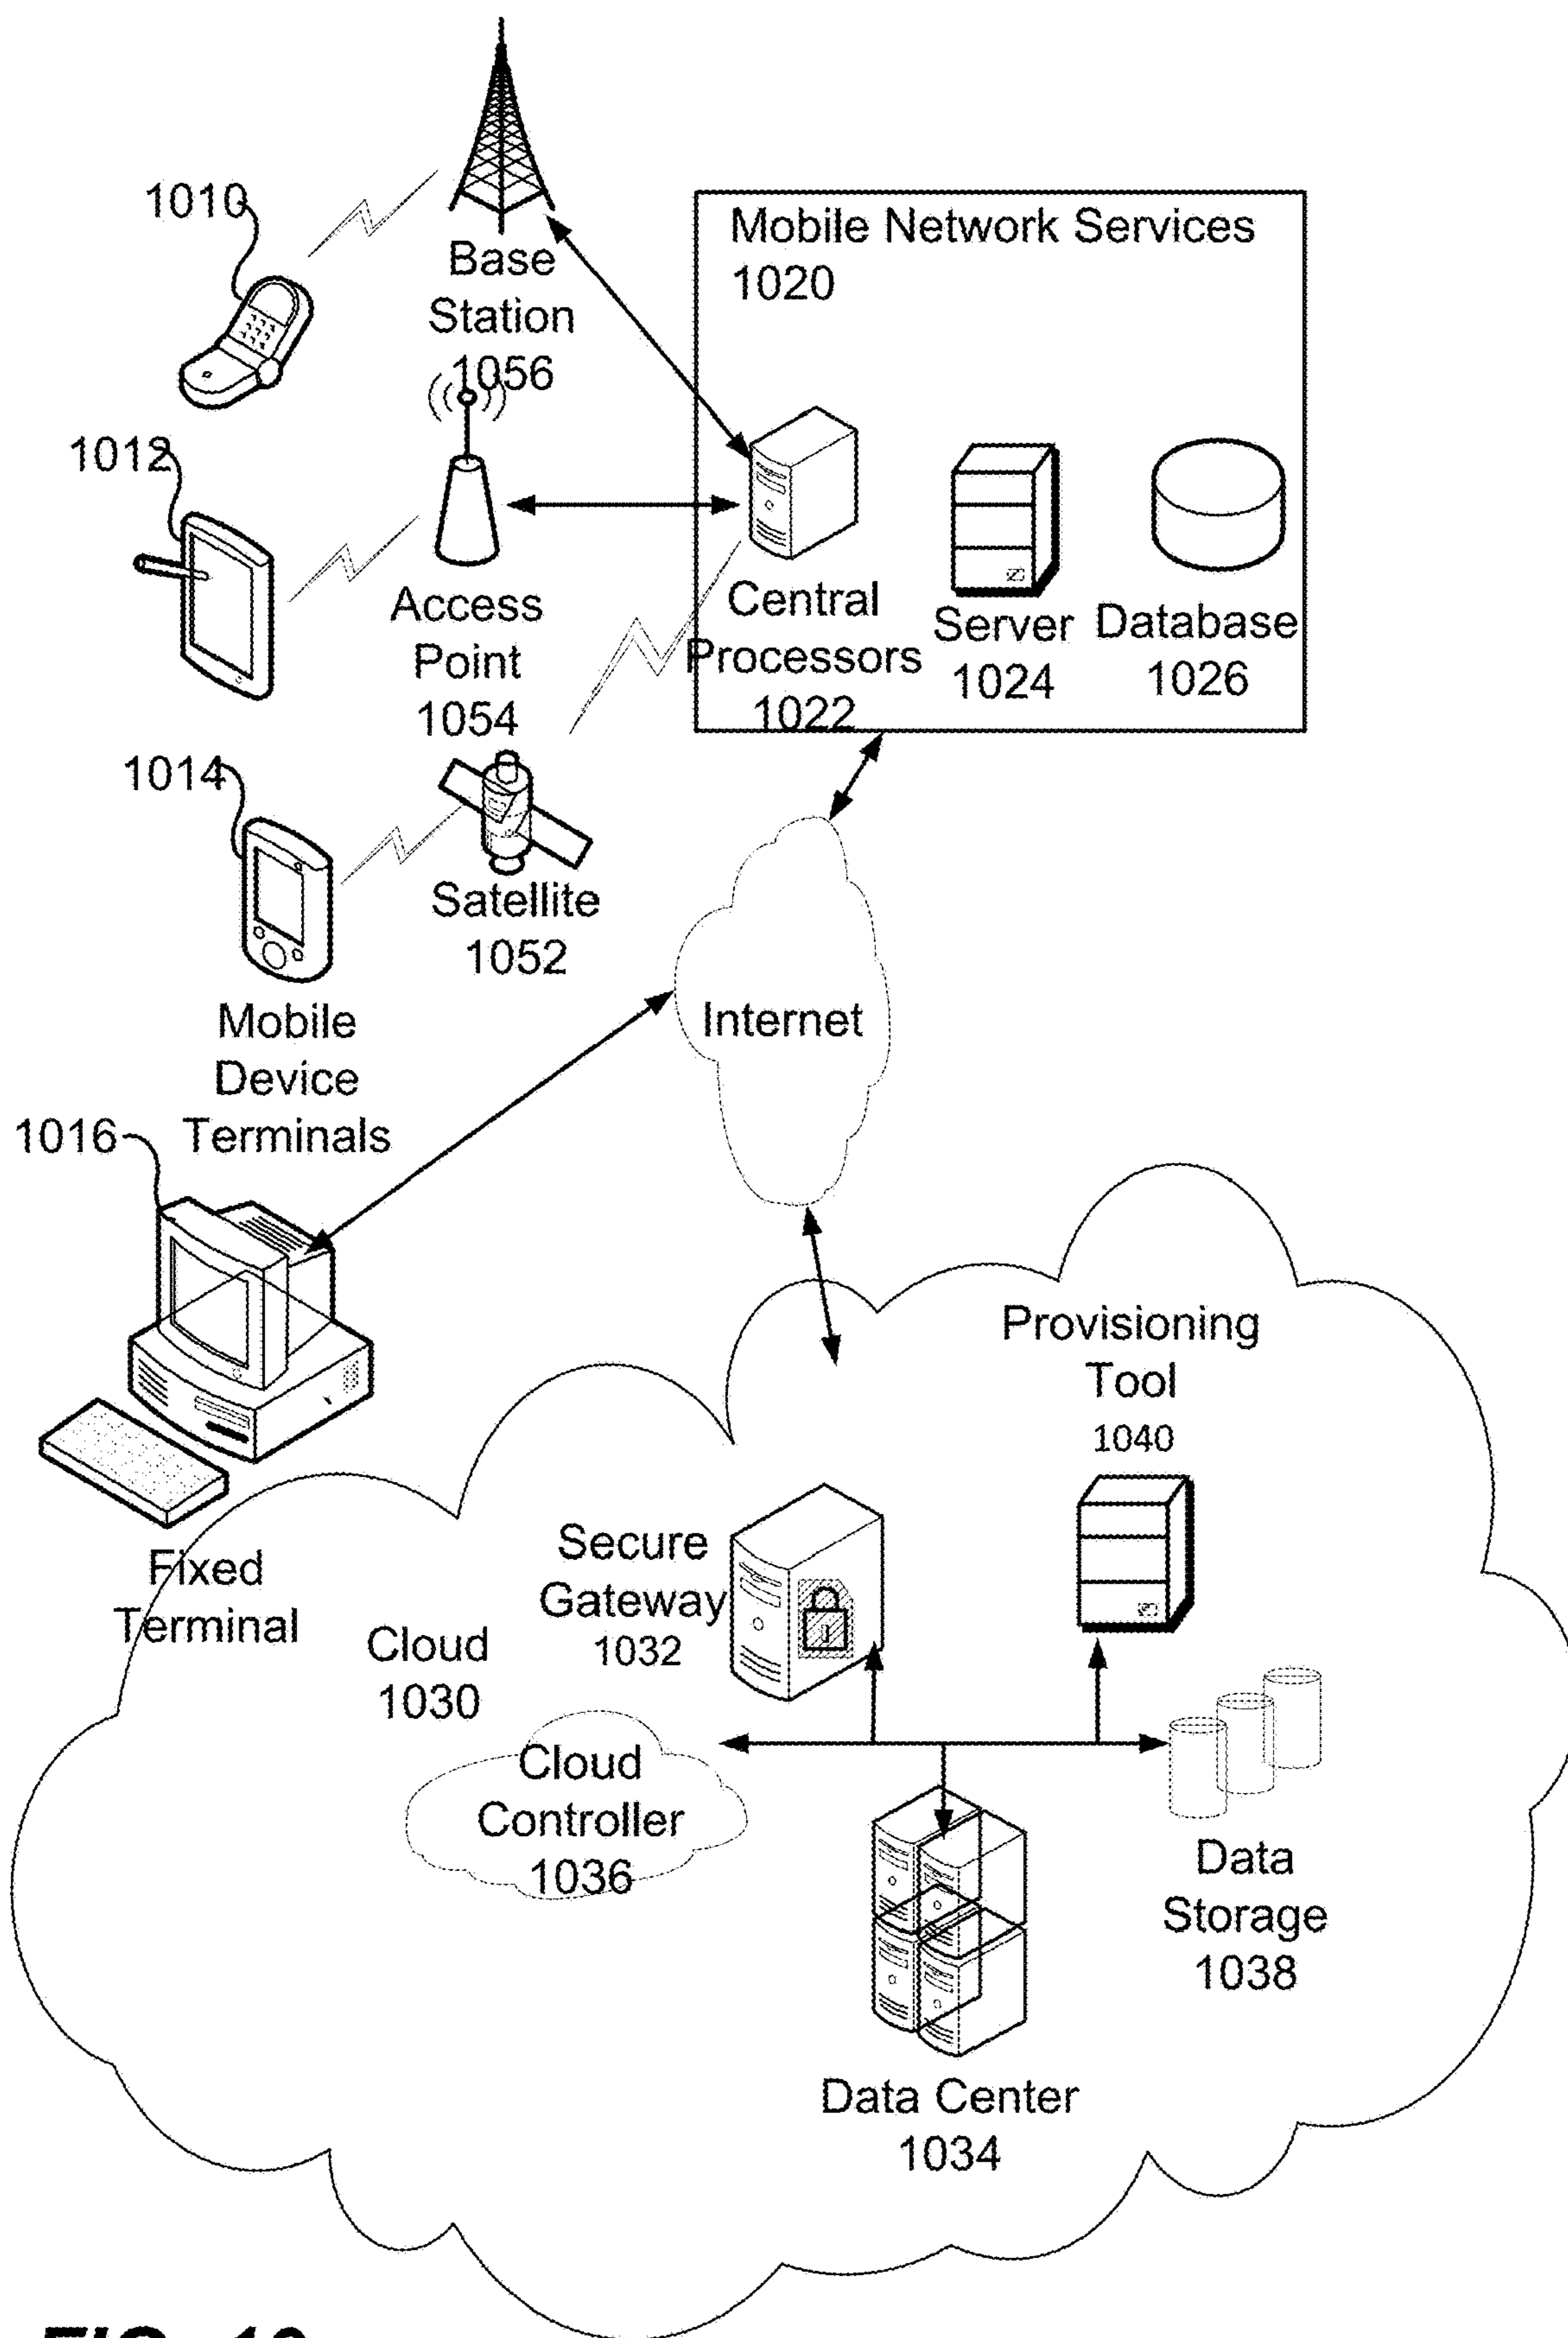 1010
Base
Station
1056
Mobile Network Services
1020
1012
Access
Point
1054
Central
Processors
1022
Server
1024
Database
1026
1014
Satellite
1052
Mobile
Device
Terminals
Internet
1016
Fixed
Terminal
Provisioning
Tool
1040
Secure
Gateway
1032
Cloud
1030
Cloud
Controller
1036
Data
Storage
1038
Data Center
1034